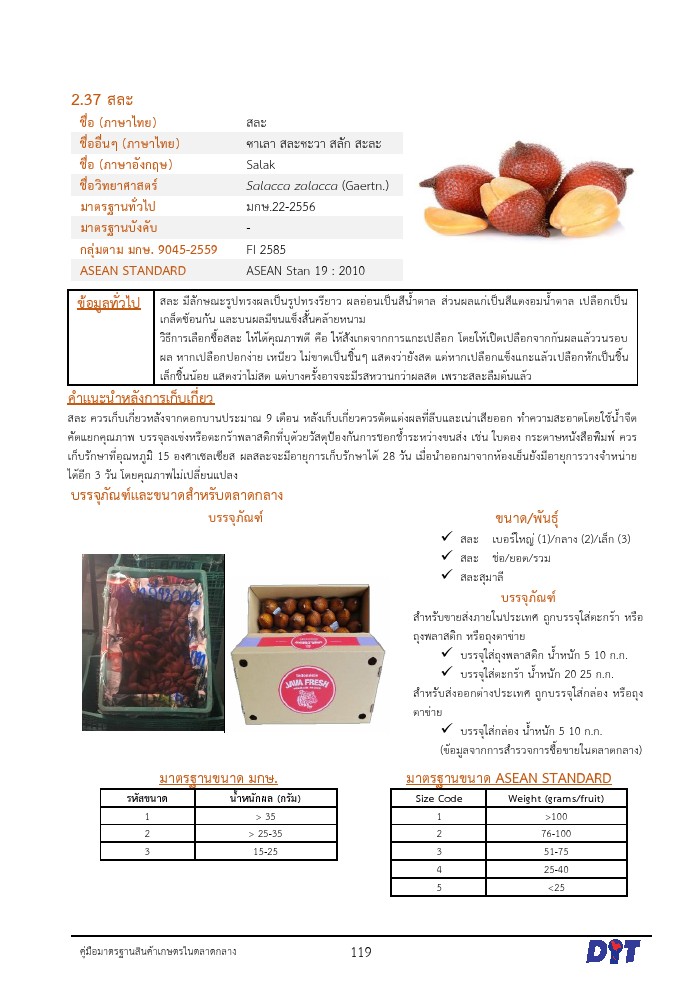 2.37 สละ
ชื่อ (ภาษาไทย) สละ
ชื่ออื่นๆ (ภาษาไทย) ซาเลา สละชะวา สลัก สะละ
ชื่อ (ภาษาอังกฤษ) Salak
ชื่อวิทยาศาสตร์ Salacca zalacca (Gaertn.)
มาตรฐานทั่วไป มกษ.22-2556
มาตรฐานบังคับ -
กลุ่มตาม มกษ. 9045-2559 FI 2585
ASEAN STANDARD ASEAN Stan 19 : 2010
ข้อมูลทั่วไป สละ มีลักษณะรูปทรงผลเป็นรูปทรงรียาว ผลอ่อนเป็นสีน้ำตาล ส่วนผลแก่เป็นสีแดงอมน้ำตาล เปลือกเป็น
เกล็ดซ้อนกัน และบนผลมีขนแข็งสั้นคล้ายหนาม
วิธีการเลือกซื้อสละ ให้ได้คุณภาพดี คือ ให้สังเกตจากการแกะเปลือก โดยให้เปิดเปลือกจากก้นผลแล้ววนรอบ
ผล หากเปลือกปอกง่าย เหนียว ไม่ขาดเป็นชิ้นๆ แสดงว่ายังสด แต่หากเปลือกแข็งแกะแล้วเปลือกหักเป็นชิ้น
เล็กชิ้นน้อย แสดงว่าไม่สด แต่บางครั้งอาจจะมีรสหวานกว่าผลสด เพราะสละลืมต้นแล้ว
คำแนะนำหลังการเก็บเกี่ยว
สละ ควรเก็บเกี่ยวหลังจากดอกบานประมาณ 9 เดือน หลังเก็บเกี่ยวควรตัดแต่งผลที่ลีบและเน่าเสียออก ทำความสะอาดโดยใช้น้ำจืด
คัดแยกคุณภาพ บรรจุลงเข่งหรือตะกร้าพลาสติกที่บุด้วยวัสดุป้องกันการชอกช้ำระหว่างขนส่ง เช่น ใบตอง กระดาษหนังสือพิมพ์ ควร
เก็บรักษาที่อุณหภูมิ 15 องศาเซลเซียส ผลสละจะมีอายุการเก็บรักษาได้ 28 วัน เมื่อนำออกมาจากห้องเย็นยังมีอายุการวางจำหน่าย
ได้อีก 3 วัน โดยคุณภาพไม่เปลี่ยนแปลง
บรรจุภัณฑ์และขนาดสำหรับตลาดกลาง
บรรจุภัณฑ์
Indonesia
JAVA FRESH
ขนาด/พันธุ์
✓ สละ เบอร์ใหญ่ (1)/กลาง (2)/เล็ก (3)
✓ สละ ช่อ/ยอด/รวม
✓ สละสุมาลี
บรรจุภัณฑ์
สำหรับขายส่งภายในประเทศ ถูกบรรจุใส่ตะกร้า หรือ
ถุงพลาสติก หรือถุงตาข่าย
✓ บรรจุใส่ถุงพลาสติก น้ำหนัก 5 10 ก.ก.
✓ บรรจุใส่ตะกร้า น้ำหนัก 20 25 ก.ก.
สำหรับส่งออกต่างประเทศ ถูกบรรจุใส่กล่อง หรือถุง
ตาข่าย
✓ บรรจุใส่กล่อง น้ำหนัก 5 10 ก.ก.
(ข้อมูลจากการสำรวจการซื้อขายในตลาดกลาง)
มาตรฐานขนาด มกษ.
รหัสขนาด น้ำหนักผล (กรัม)
1 > 35
2 > 25-35
3 15-25
มาตรฐานขนาด ASEAN STANDARD
Size Code Weight (grams/fruit)
1 >100
2 76-100
3 51-75
4 25-40
5 <25
คู่มือมาตรฐานสินค้าเกษตรในตลาดกลาง 119 DIT